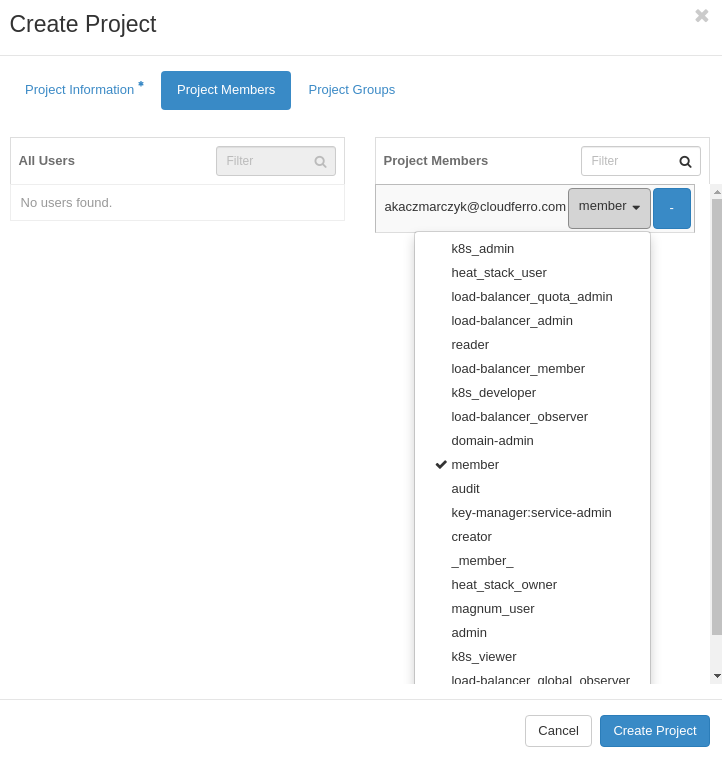 Create Project
Project Information *
Project Members
Project Groups
All Users
Filter
No users found.
Project Members
Filter
akaczmarczyk@cloudferro.com
member
-
k8s_admin
heat_stack_user
load-balancer_quota_admin
load-balancer_admin
reader
load-balancer_member
k8s_developer
load-balancer_observer
domain-admin
member
audit
key-manager:service-admin
creator
_member_
heat_stack_owner
magnum_user
admin
k8s_viewer
load-balancer_global_observer
Cancel
Create Project